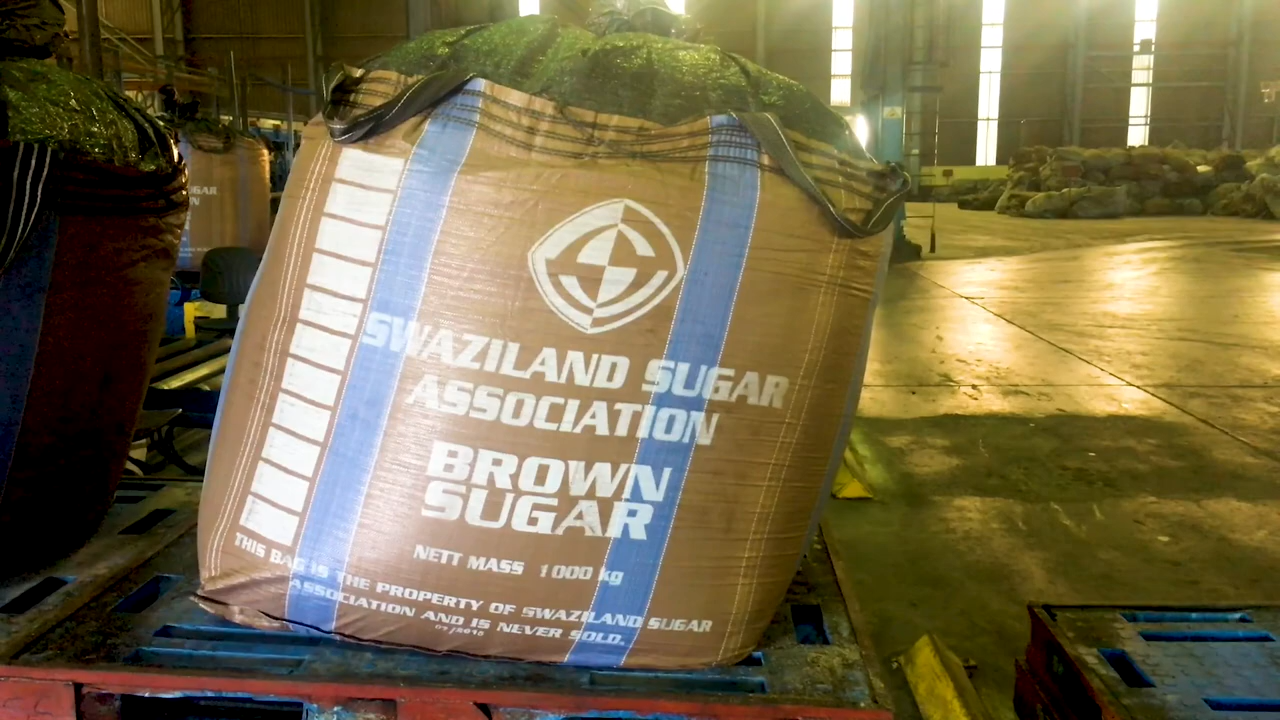 SWAZILAND SUGAR
ASSOCIATION
BROWN
SUGAR
NETT MASS 1000 kg
THIS BAG IS THE PROPERTY OF SWAZILAND SUGAR
ASSOCIATION AND IS NEVER SOLD.
SUGAR